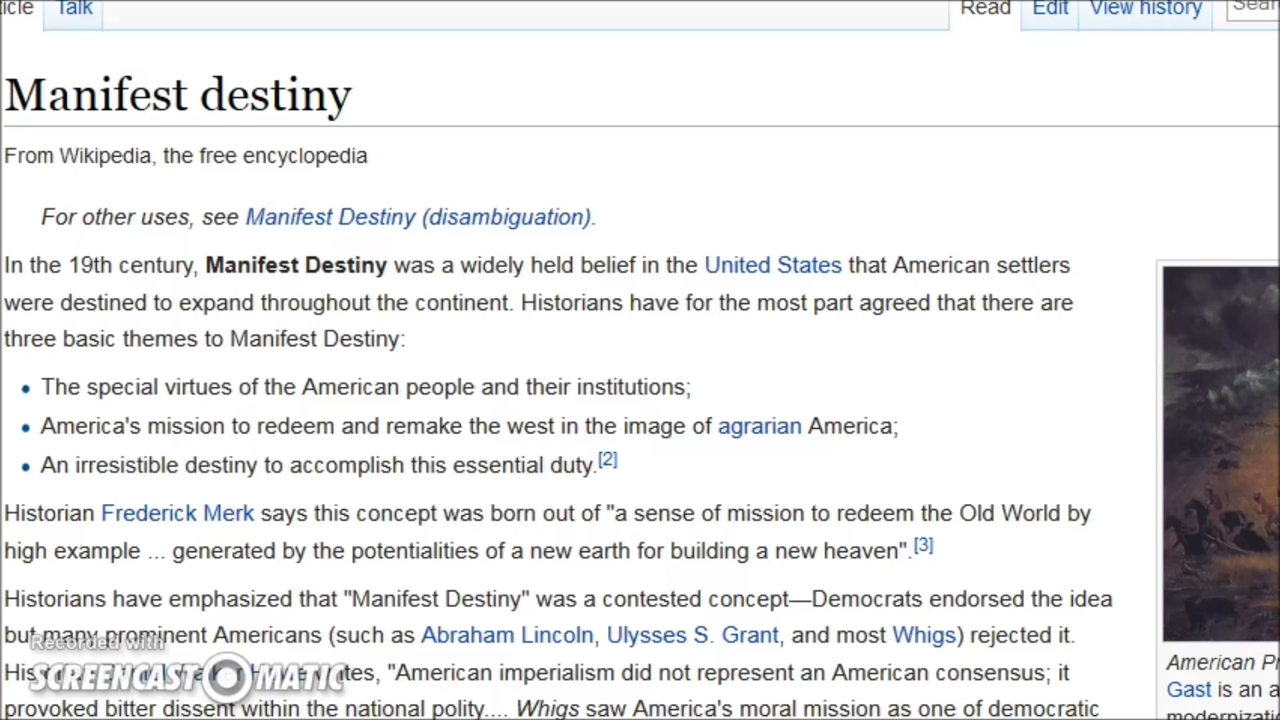 Talk
Read Edit View history
Manifest destiny
From Wikipedia, the free encyclopedia
For other uses, see Manifest Destiny (disambiguation).
In the 19th century, Manifest Destiny was a widely held belief in the United States that American settlers
were destined to expand throughout the continent. Historians have for the most part agreed that there are
three basic themes to Manifest Destiny:
The special virtues of the American people and their institutions;
America's mission to redeem and remake the west in the image of agrarian America;
An irresistible destiny to accomplish this essential duty.[2]
Historian Frederick Merk says this concept was born out of "a sense of mission to redeem the Old World by
high example ... generated by the potentialities of a new earth for building a new heaven".[3]
Historians have emphasized that "Manifest Destiny" was a contested concept—Democrats endorsed the idea
but many prominent Americans (such as Abraham Lincoln, Ulysses S. Grant, and most Whigs) rejected it.
"American imperialism did not represent an American consensus; it
provoked bitter dissent within the national polity.... Whigs saw America's moral mission as one of democratic
American
Gast is an
Recorded with
SCREENCAST-O-MATIC